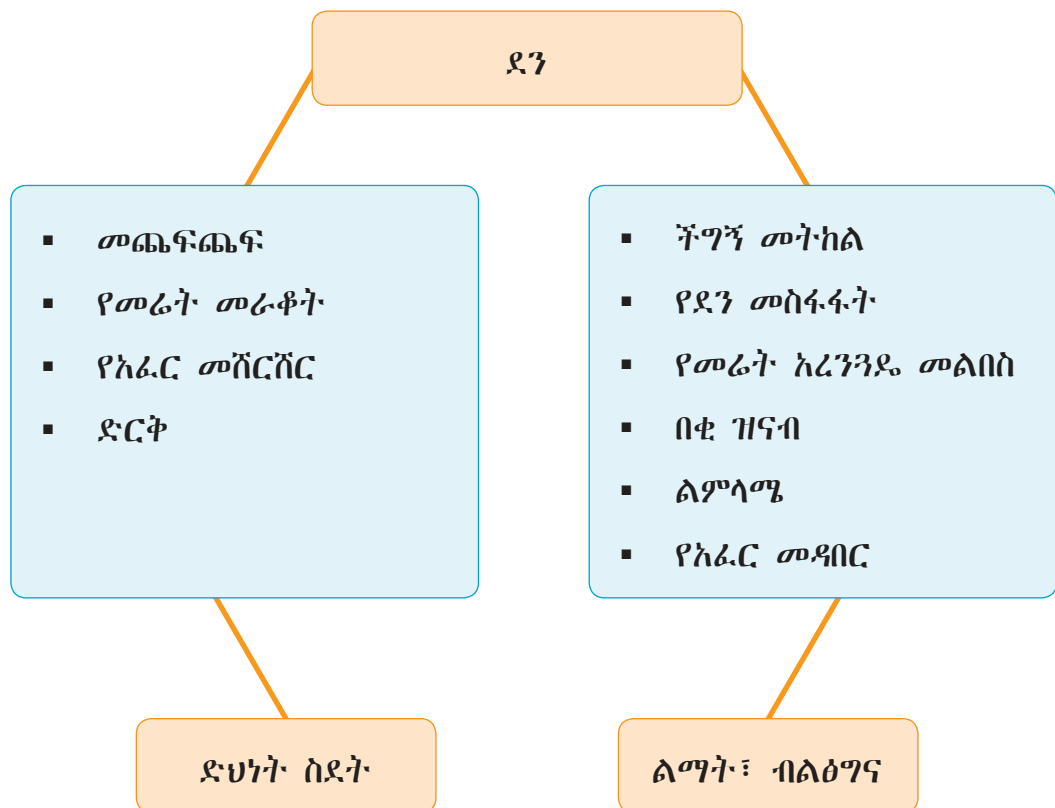 ደን
▪ መጨፍጨፍ
▪ የመሬት መራቆት
▪ የአፈር መሸርሸር
▪ ድርቅ
▪ ችግኝ መትከል
▪ የደን መስፋፋት
▪ የመሬት አረንጓዴ መልበስ
▪ በቂ ዝናብ
▪ ልምላሜ
▪ የአፈር መዳበር
ድህነት ስደት
ልማት፣ ብልፅግና